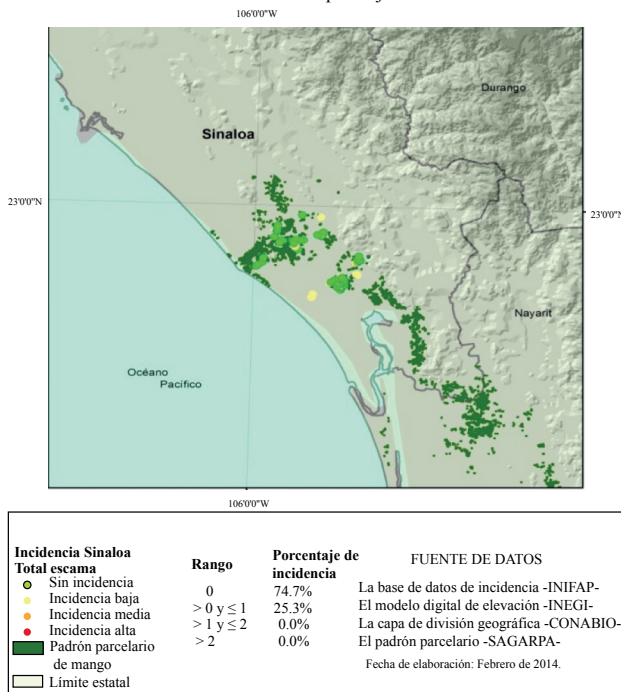 106°0'0"W
Durango
Sinaloa
23°0'0"N
23°0'0"N
Nayarit
Océano
Pacífico
106°0'0"W
Incidencia Sinaloa
Total escama
Sin incidencia
Incidencia baja
Incidencia media
Incidencia alta
Padrón parcelario
de mango
Límite estatal
Rango
0
> 0 y ≤ 1
> 1 y ≤ 2
> 2
Porcentaje de
incidencia
74.7%
25.3%
0.0%
0.0%
FUENTE DE DATOS
La base de datos de incidencia -INIFAP-
El modelo digital de elevación -INEGI-
La capa de división geográfica -CONABIO-
El padrón parcelario -SAGARPA-
Fecha de elaboración: Febrero de 2014.